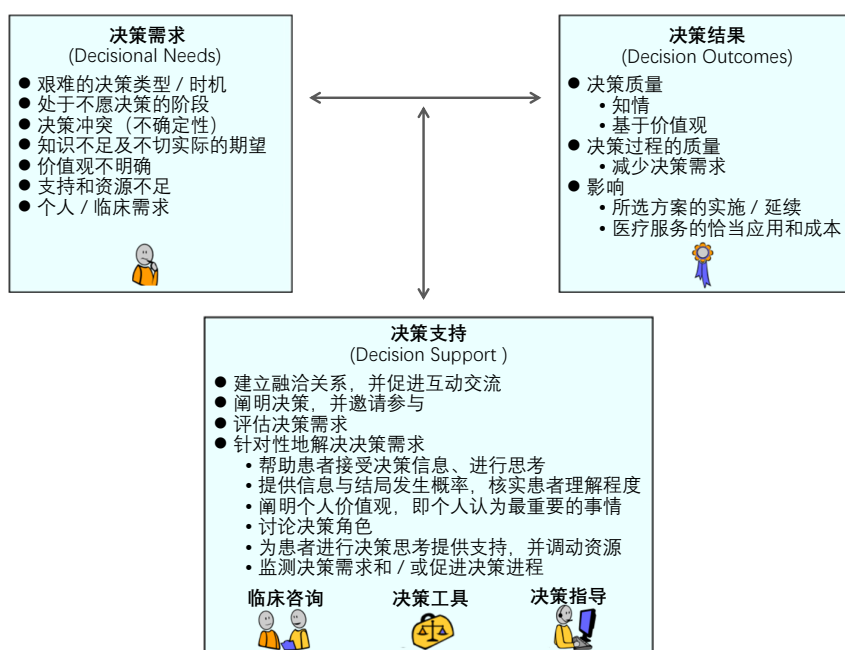 决策需求
(Decisional Needs)
● 艰难的决策类型 / 时机
● 处于不愿决策的阶段
● 决策冲突（不确定性）
● 知识不足及不切实际的期望
● 价值观不明确
● 支持和资源不足
● 个人 / 临床需求
决策结果
(Decision Outcomes)
● 决策质量
• 知情
• 基于价值观
● 决策过程的质量
• 减少决策需求
● 影响
• 所选方案的实施 / 延续
• 医疗服务的恰当应用和成本
决策支持
(Decision Support )
● 建立融洽关系，并促进互动交流
● 阐明决策，并邀请参与
● 评估决策需求
● 针对性地解决决策需求
• 帮助患者接受决策信息、进行思考
• 提供信息与结局发生概率，核实患者理解程度
• 阐明个人价值观，即个人认为最重要的事情
• 讨论决策角色
• 为患者进行决策思考提供支持，并调动资源
• 监测决策需求和 / 或促进决策进程
临床咨询 决策工具 决策指导